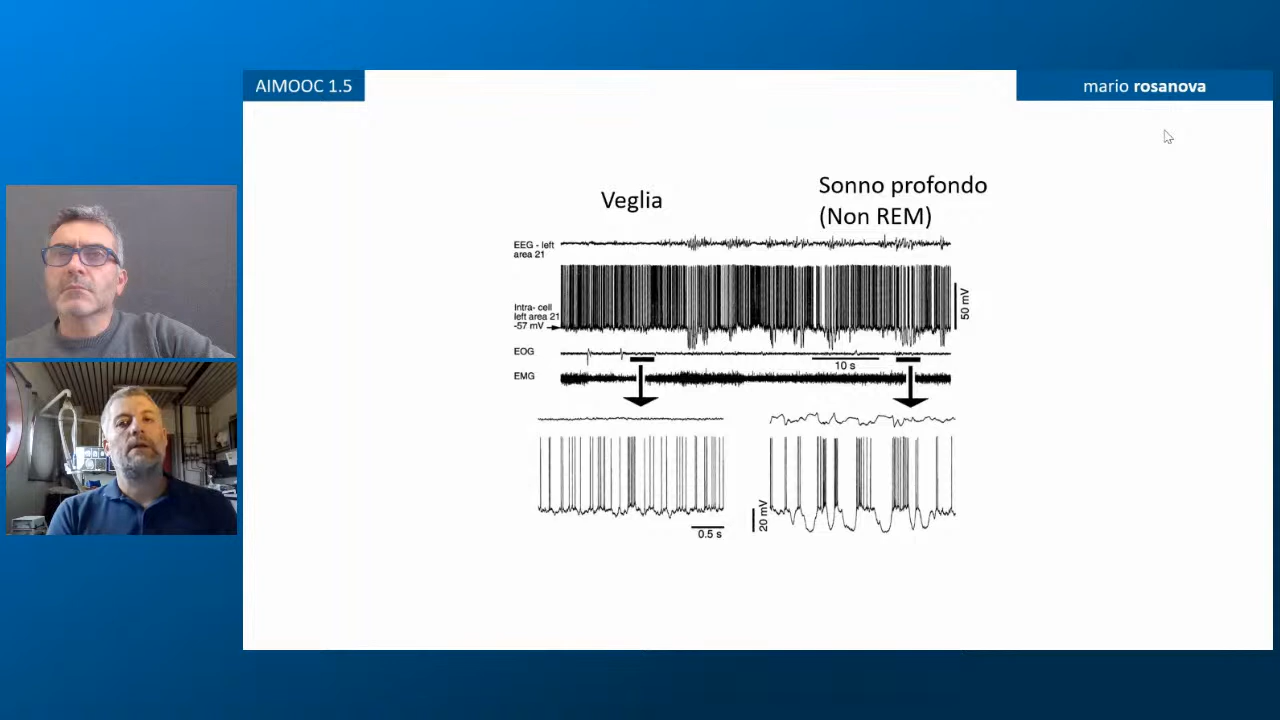 AIMOOC 1.5
mario rosanova
Veglia
Sonno profondo
(Non REM)
EEG - left
area 21
50 mV
Intra- cell
left area 21
-57 mV
EOG
10 s
EMG
20 mV
0.5 s